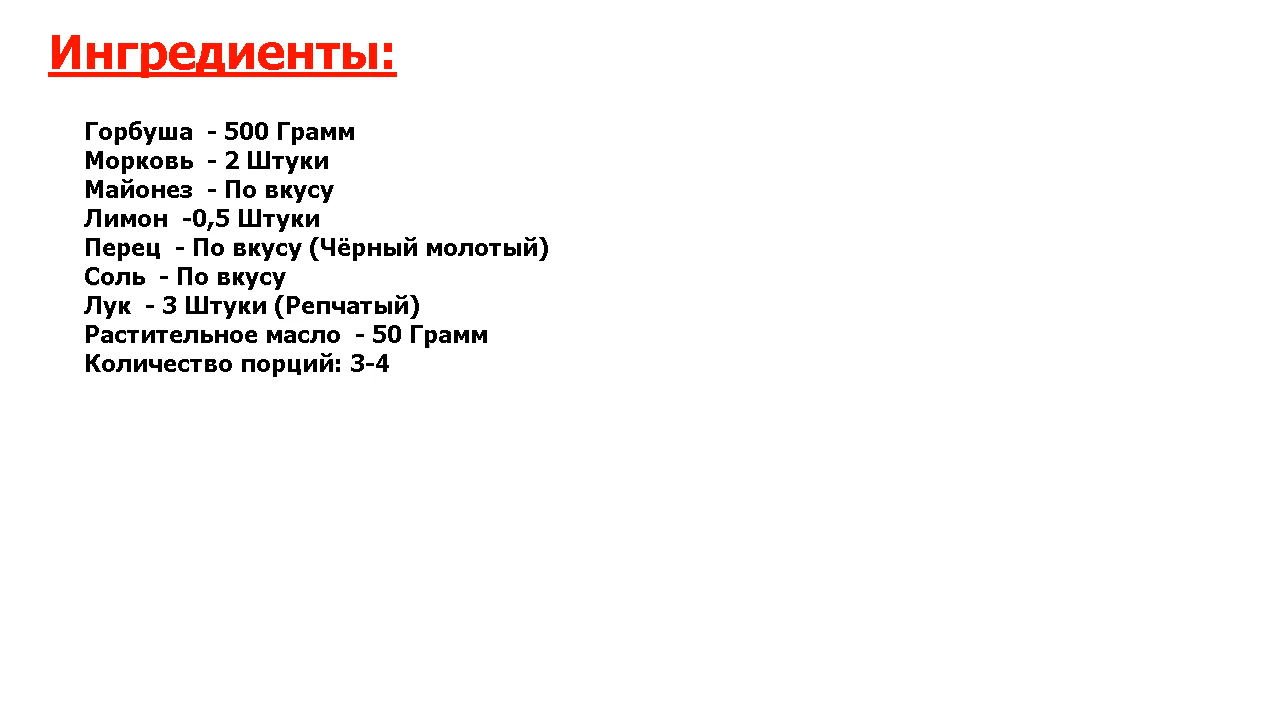 Ингредиенты:
Горбуша - 500 Грамм
Морковь - 2 Штуки
Майонез - По вкусу
Лимон -0,5 Штуки
Перец - По вкусу (Чёрный молотый)
Соль - По вкусу
Лук - 3 Штуки (Репчатый)
Растительное масло - 50 Грамм
Количество порций: 3-4